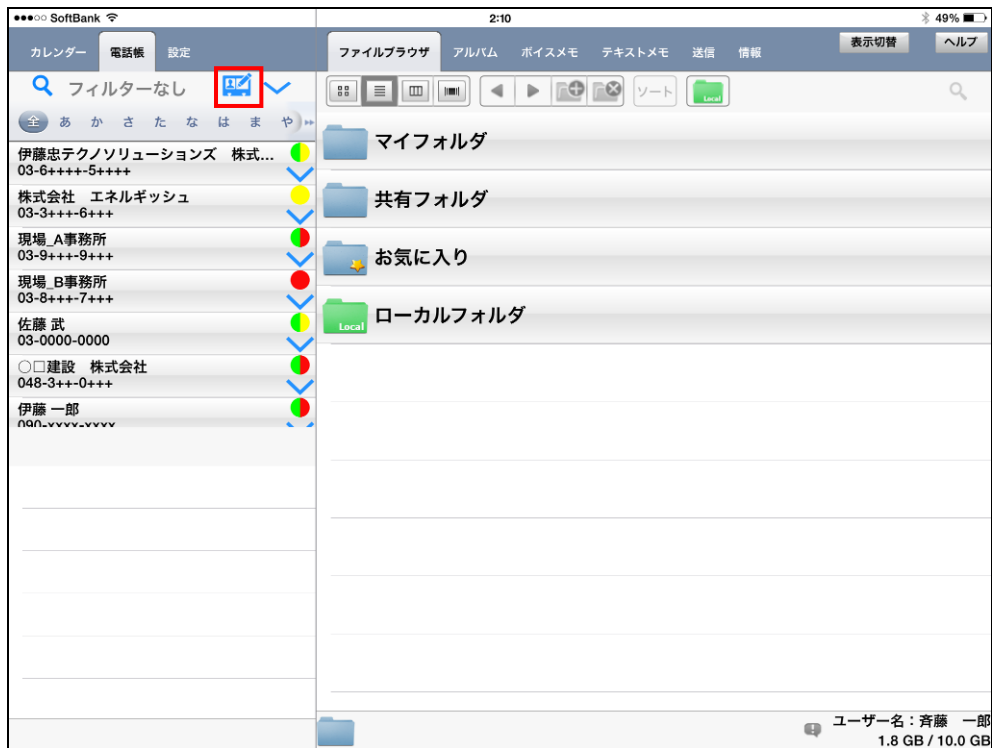 ●●●○○ SoftBank
2:10
49%
カレンダー 電話帳 設定
ファイルブラウザ アルバム ボイスメモ テキストメモ 送信 情報
表示切替 ヘルプ
フィルターなし
ソート
Local
全 あ か さ た な は ま や
伊藤忠テクノソリューションズ　株式...
03-6++++-5++++
株式会社　エネルギッシュ
03-3+++-6+++
現場_A事務所
03-9+++-9+++
現場_B事務所
03-8+++-7+++
佐藤 武
03-0000-0000
○□建設　株式会社
048-3++-0+++
伊藤 一郎
090-xxxx-xxxx
マイフォルダ
共有フォルダ
お気に入り
Local
ローカルフォルダ
ユーザー名：斉藤　一郎
1.8 GB / 10.0 GB